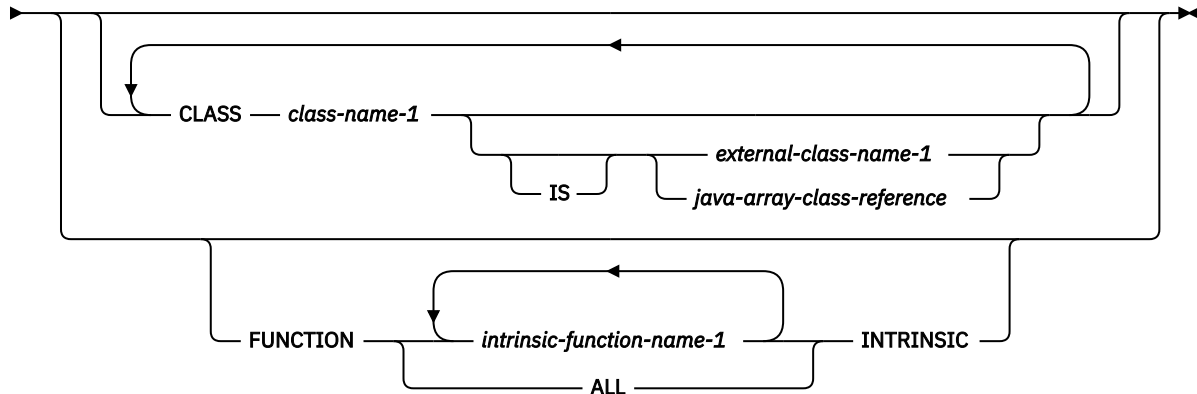 CLASS class-name-1
external-class-name-1
IS
java-array-class-reference
FUNCTION intrinsic-function-name-1 INTRINSIC
ALL